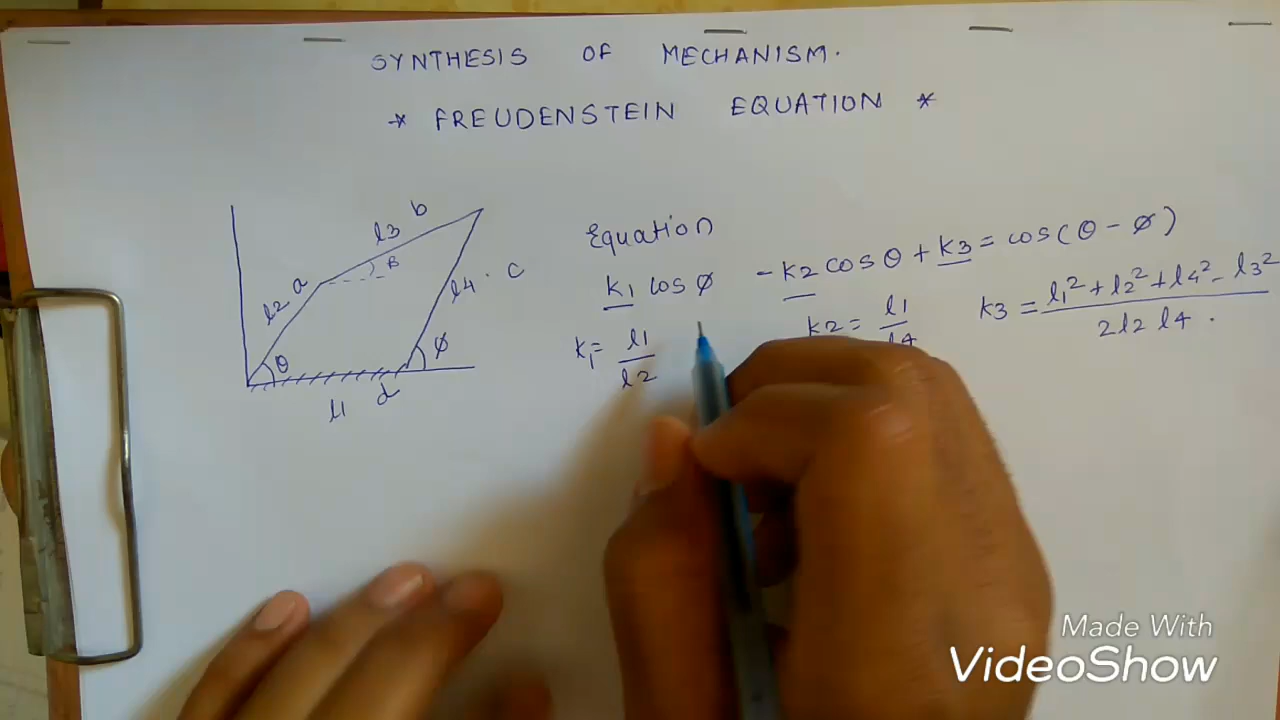 SYNTHESIS OF MECHANISM.
* FREUDENSTEIN EQUATION *
b
l3
B
a
l2
l4 . c
θ
φ
l1 d
Equation
k1 cos φ - k2 cos θ + k3 = cos(θ - φ)
k1 = l1/l2
k2 = l1/l4
k3 = l1² + l2² + l4² - l3² / 2 l2 l4 .
Made With
VideoShow